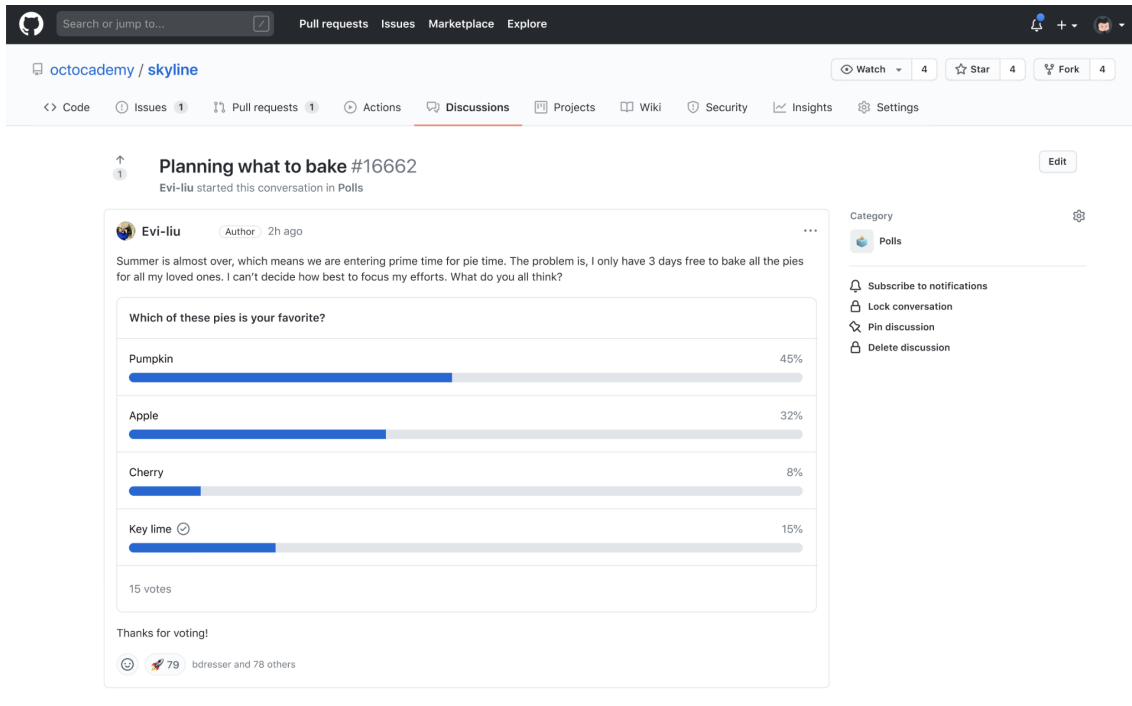 Search or jump to... /
Pull requests Issues Marketplace Explore
octocademy / skyline
Watch 4 Star 4 Fork 4
<> Code Issues 1 Pull requests 1 Actions Discussions Projects Wiki Security Insights Settings
1
Planning what to bake #16662
Edit
Evi-liu started this conversation in Polls
Evi-liu Author 2h ago ...
Summer is almost over, which means we are entering prime time for pie time. The problem is, I only have 3 days free to bake all the pies
for all my loved ones. I can't decide how best to focus my efforts. What do you all think?
Which of these pies is your favorite?
Pumpkin 45%
Apple 32%
Cherry 8%
Key lime 15%
15 votes
Thanks for voting!
79 bdresser and 78 others
Category
Polls
Subscribe to notifications
Lock conversation
Pin discussion
Delete discussion